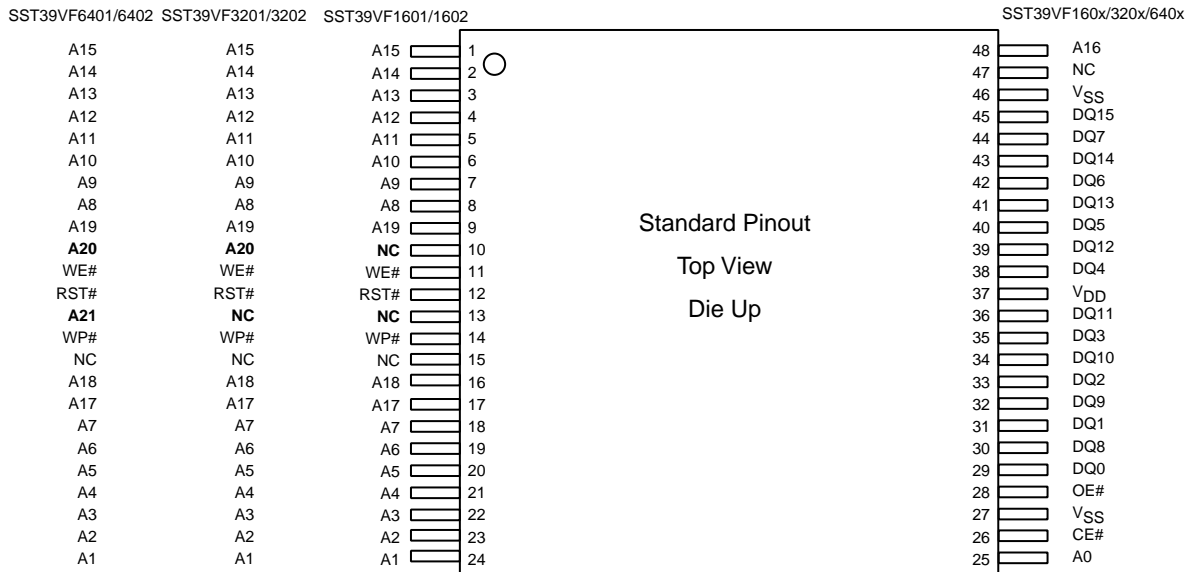 SST39VF6401/6402 SST39VF3201/3202 SST39VF1601/1602 SST39VF160x/320x/640x
A15 A15 A15 1 48 A16
A14 A14 A14 2 47 NC
A13 A13 A13 3 46 VSS
A12 A12 A12 4 45 DQ15
A11 A11 A11 5 44 DQ7
A10 A10 A10 6 43 DQ14
A9 A9 A9 7 42 DQ6
A8 A8 A8 8 41 DQ13
A19 A19 A19 9 Standard Pinout 40 DQ5
A20 A20 NC 10 39 DQ12
WE# WE# WE# 11 Top View 38 DQ4
RST# RST# RST# 12 37 VDD
A21 NC NC 13 Die Up 36 DQ11
WP# WP# WP# 14 35 DQ3
NC NC NC 15 34 DQ10
A18 A18 A18 16 33 DQ2
A17 A17 A17 17 32 DQ9
A7 A7 A7 18 31 DQ1
A6 A6 A6 19 30 DQ8
A5 A5 A5 20 29 DQ0
A4 A4 A4 21 28 OE#
A3 A3 A3 22 27 VSS
A2 A2 A2 23 26 CE#
A1 A1 A1 24 25 A0